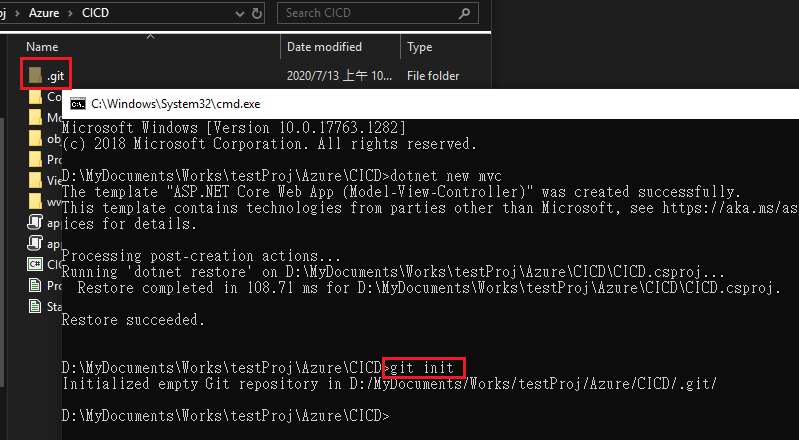 oj > Azure > CICD
Search CICD
Name
Date modified
Type
.git
2020/7/13 上午 10...
File folder
Co
Mo
obj
Pro
Vie
ww
app
app
CIC
Pro
Sta
C:\Windows\System32\cmd.exe
Microsoft Windows [Version 10.0.17763.1282]
(c) 2018 Microsoft Corporation. All rights reserved.
D:\MyDocuments\Works\testProj\Azure\CICD>dotnet new mvc
The template "ASP.NET Core Web App (Model-View-Controller)" was created successfully.
This template contains technologies from parties other than Microsoft, see https://aka.ms/as
ices for details.
Processing post-creation actions...
Running 'dotnet restore' on D:\MyDocuments\Works\testProj\Azure\CICD\CICD.csproj...
Restore completed in 108.71 ms for D:\MyDocuments\Works\testProj\Azure\CICD\CICD.csproj.
Restore succeeded.
D:\MyDocuments\Works\testProj\Azure\CICD>git init
Initialized empty Git repository in D:/MyDocuments/Works/testProj/Azure/CICD/.git/
D:\MyDocuments\Works\testProj\Azure\CICD>